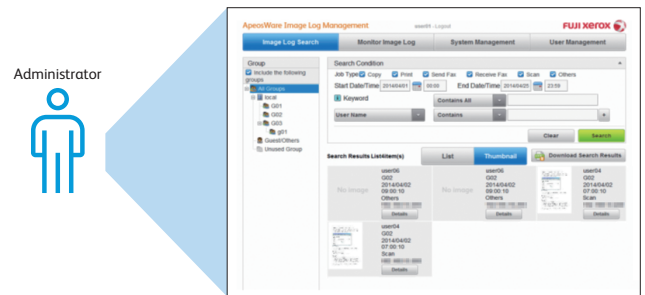 ApeosWare Image Log Management
user01 - Logout
FUJI XEROX
Image Log Search
Monitor Image Log
System Management
User Management
Administrator
Group
Include the following groups
All Groups
local
G01
G02
G03
g01
Guest/Others
Unused Group
Search Condition
Job Type Copy Print Send Fax Receive Fax Scan Others
Start Date/Time 2014/04/01 00:00 End Date/Time 2014/04/25 23:59
Keyword Contains All
User Name Contains
Clear Search
Search Results List4Item(s) List Thumbnail Download Search Results
No image
user06
G02
2014/04/02
09:00:10
Others
Details
No image
user06
G02
2014/04/02
08:00:10
Others
Details
user04
G02
2014/04/02
07:00:10
Scan
Details
user04
G02
2014/04/02
07:00:10
Scan
Details